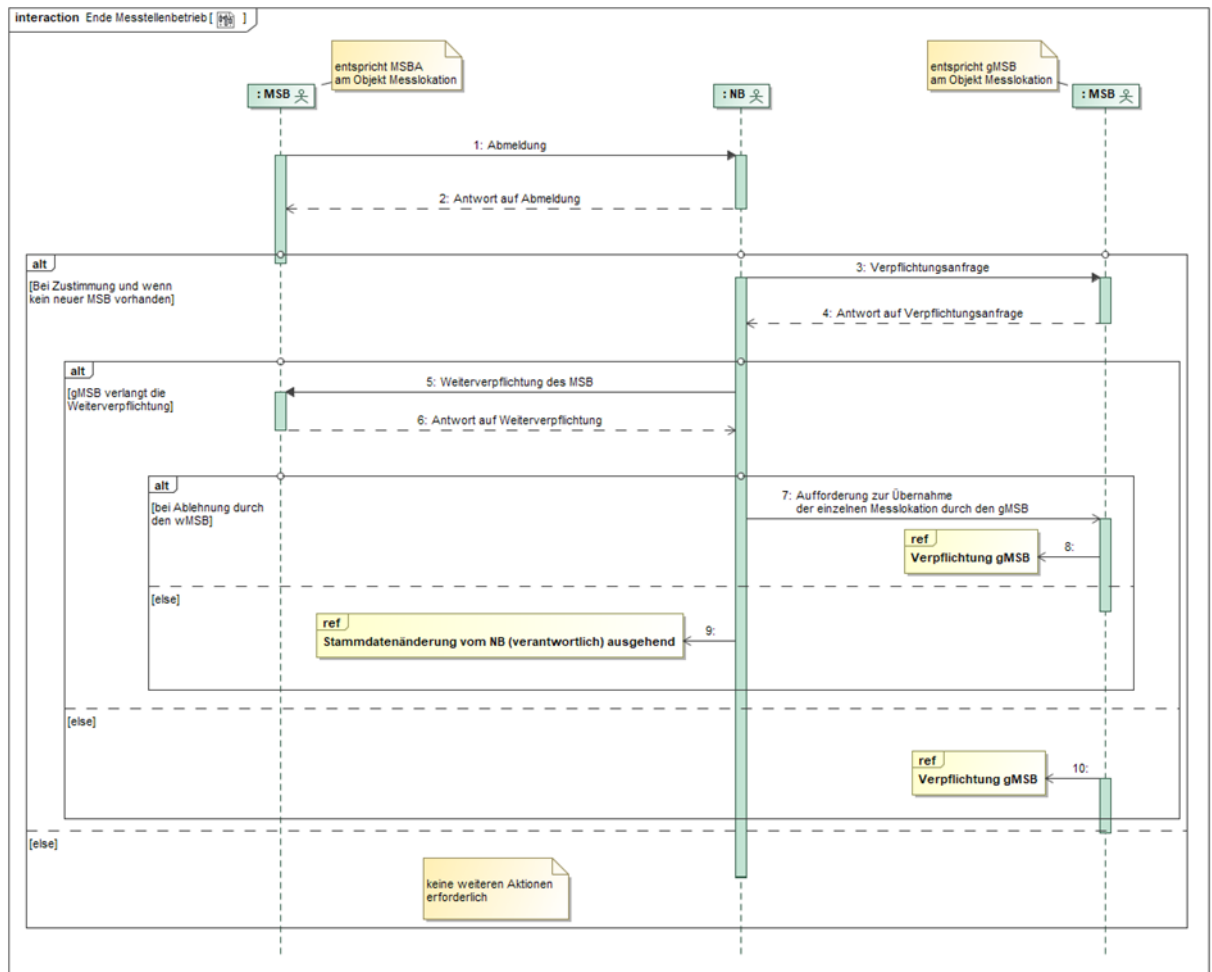 interaction Ende Messtellenbetrieb [ ]
entspricht MSBA
am Objekt Messlokation
entspricht gMSB
am Objekt Messlokation
: MSB
: NB
: MSB
1: Abmeldung
2: Antwort auf Abmeldung
alt
[Bei Zustimmung und wenn
kein neuer MSB vorhanden]
3: Verpflichtungsanfrage
4: Antwort auf Verpflichtungsanfrage
alt
[gMSB verlangt die
Weiterverpflichtung]
5: Weiterverpflichtung des MSB
6: Antwort auf Weiterverpflichtung
alt
[bei Ablehnung durch
den wMSB]
7: Aufforderung zur Übernahme
der einzelnen Messlokation durch den gMSB
ref
Verpflichtung gMSB
8:
[else]
ref
Stammdatenänderung vom NB (verantwortlich) ausgehend
9:
[else]
ref
Verpflichtung gMSB
10:
[else]
keine weiteren Aktionen
erforderlich